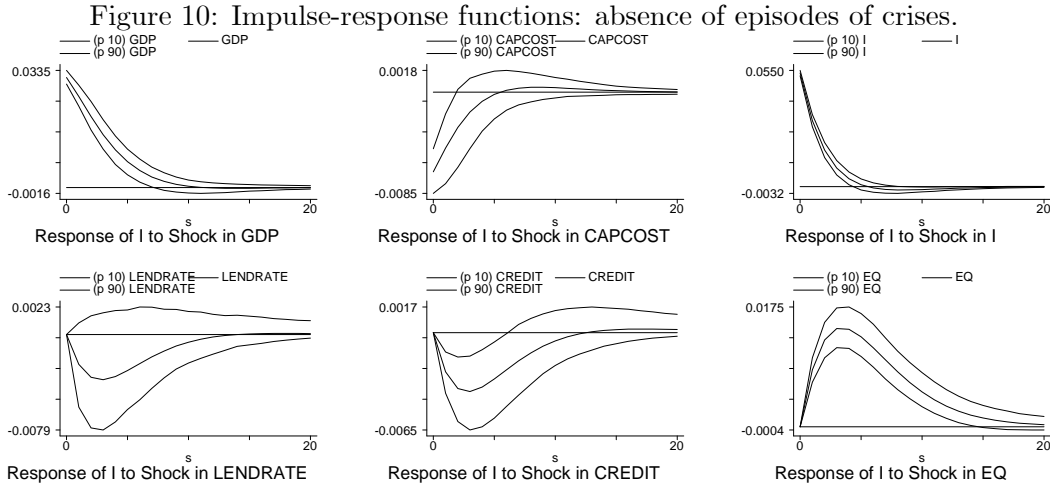 Figure 10: Impulse-response functions: absence of episodes of crises.
(p 10) GDP GDP
(p 90) GDP
0.0335
-0.0016
0 20
s
Response of I to Shock in GDP
(p 10) CAPCOST CAPCOST
(p 90) CAPCOST
0.0018
-0.0085
0 20
s
Response of I to Shock in CAPCOST
(p 10) I I
(p 90) I
0.0550
-0.0032
0 20
s
Response of I to Shock in I
(p 10) LENDRATE LENDRATE
(p 90) LENDRATE
0.0023
-0.0079
0 20
s
Response of I to Shock in LENDRATE
(p 10) CREDIT CREDIT
(p 90) CREDIT
0.0017
-0.0065
0 20
s
Response of I to Shock in CREDIT
(p 10) EQ EQ
(p 90) EQ
0.0175
-0.0004
0 20
s
Response of I to Shock in EQ